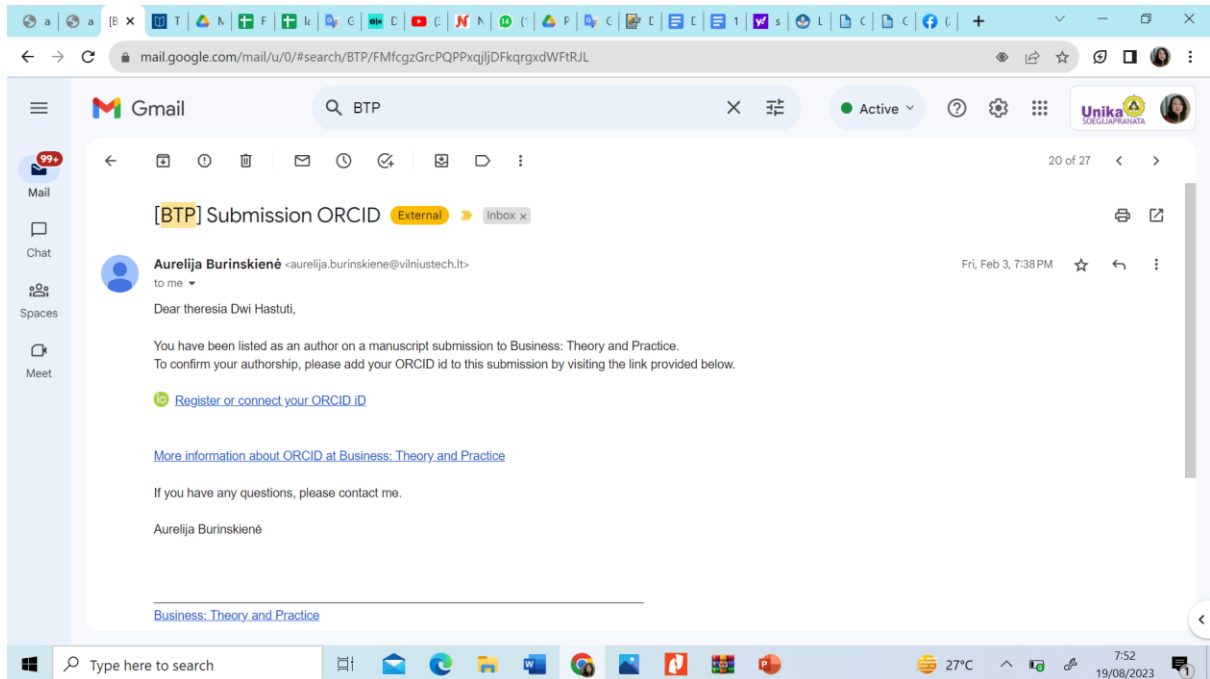 a
a
[B
T
N
F
k
G
olx C
(:
N
('
P
G
D
D
1
s
L
C
C
(;
mail.google.com/mail/u/0/#search/BTP/FMfcgzGrcPQPPxqjljDFkqrgxdWFtRJL
Gmail
BTP
Active
Unika
SOEGIJAPRANATA
99+
20 of 27
Mail
[BTP] Submission ORCID External Inbox x
Chat
Aurelija Burinskienė <aurelija.burinskiene@vilniustech.lt> Fri, Feb 3, 7:38 PM
to me
Spaces
Dear theresia Dwi Hastuti,
You have been listed as an author on a manuscript submission to Business: Theory and Practice.
To confirm your authorship, please add your ORCID id to this submission by visiting the link provided below.
Meet
iD Register or connect your ORCID iD
More information about ORCID at Business: Theory and Practice
If you have any questions, please contact me.
Aurelija Burinskienė
Business: Theory and Practice
Type here to search
27°C
7:52
19/08/2023
1